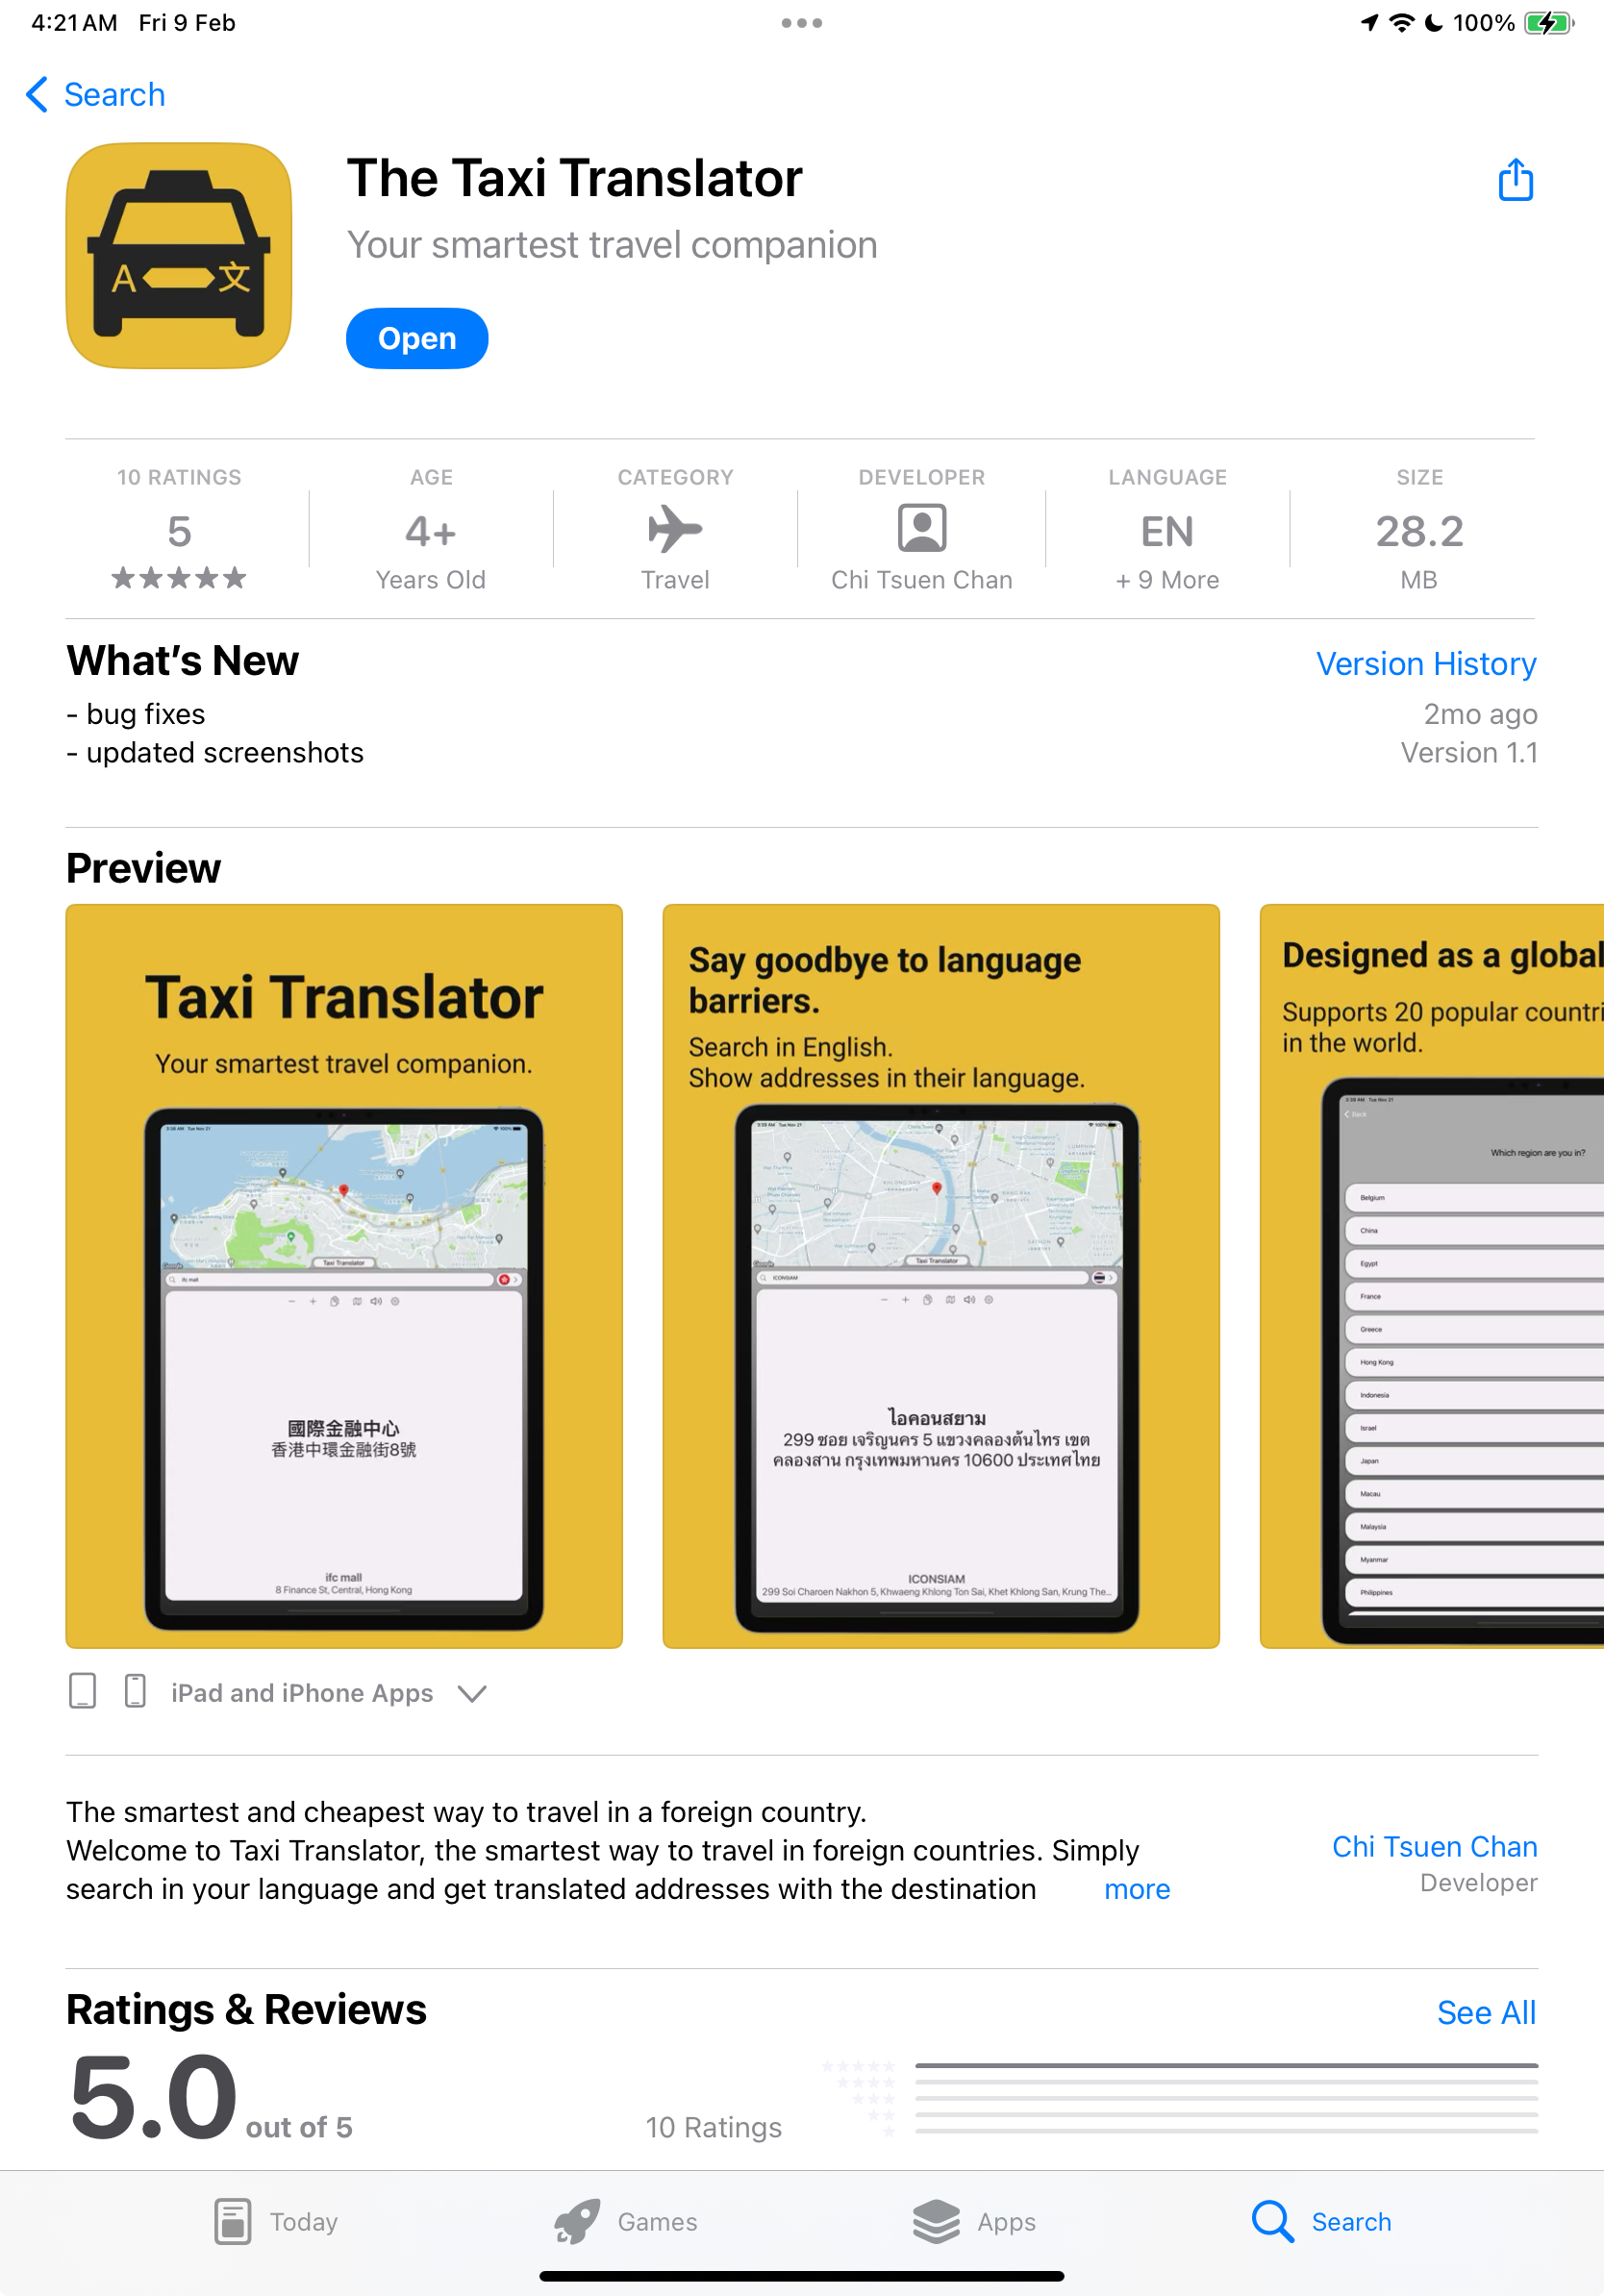 4:21 AM Fri 9 Feb
100%
Search
A 文
The Taxi Translator
Your smartest travel companion
Open
10 RATINGS
5
★★★★★
AGE
4+
Years Old
CATEGORY
Travel
DEVELOPER
Chi Tsuen Chan
LANGUAGE
EN
+ 9 More
SIZE
28.2
MB
What's New
Version History
- bug fixes
2mo ago
- updated screenshots
Version 1.1
Preview
Taxi Translator
Your smartest travel companion.
Taxi Translator
ifc mall
國際金融中心
香港中環金融街8號
ifc mall
8 Finance St, Central, Hong Kong
Say goodbye to language
barriers.
Search in English.
Show addresses in their language.
Taxi Translator
ICONSIAM
ไอคอนสยาม
299 ซอย เจริญนคร 5 แขวงคลองต้นไทร เขต
คลองสาน กรุงเทพมหานคร 10600 ประเทศไทย
ICONSIAM
299 Soi Charoen Nakhon 5, Khwaeng Khlong Ton Sai, Khet Khlong San, Krung The...
Designed as a global
Supports 20 popular countri
in the world.
Back
Which region are you in?
Belgium
China
Egypt
France
Greece
Hong Kong
Indonesia
Israel
Japan
Macau
Malaysia
Myanmar
Philippines
iPad and iPhone Apps
The smartest and cheapest way to travel in a foreign country.
Welcome to Taxi Translator, the smartest way to travel in foreign countries. Simply
search in your language and get translated addresses with the destination more
Chi Tsuen Chan
Developer
Ratings & Reviews
See All
5.0 out of 5
10 Ratings
Today
Games
Apps
Search